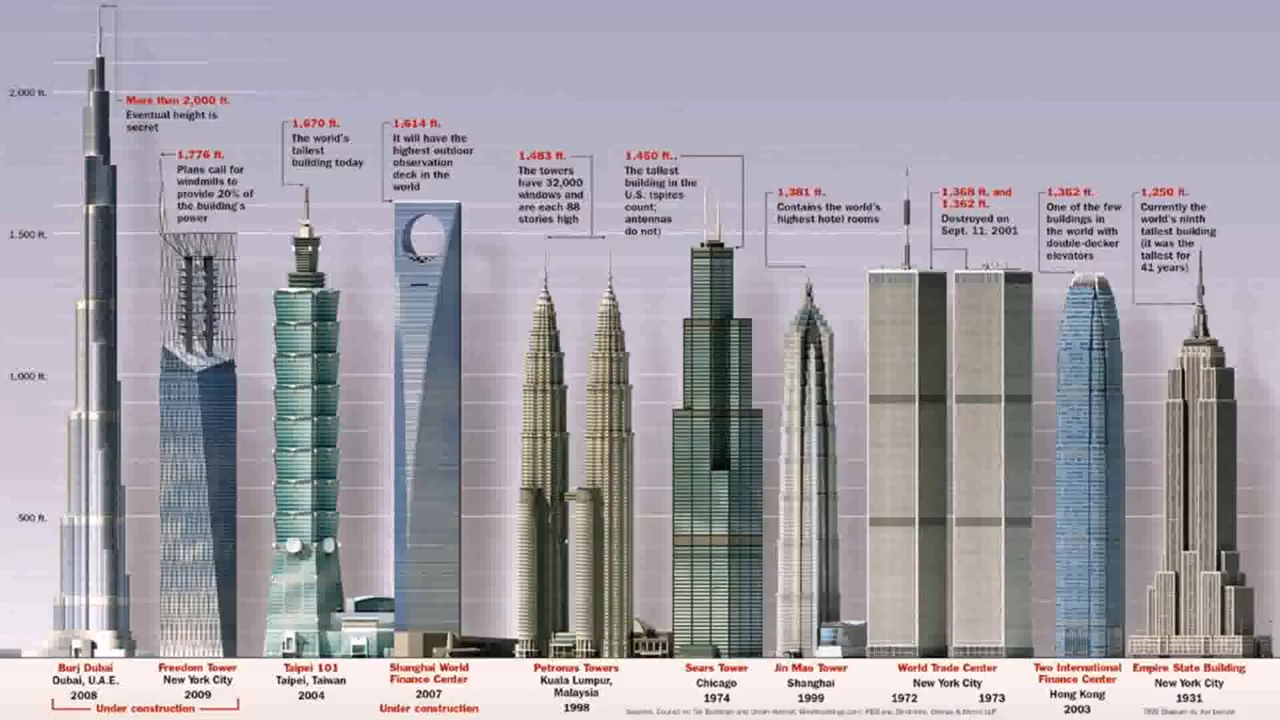 2,000 ft.
1,500 ft.
1,000 ft.
500 ft.
More than 2,000 ft.
Eventual height is
secret
1,776 ft.
Plans call for
windmills to
provide 20% of
the building's
power
1,670 ft.
The world's
tallest
building today
1,614 ft.
It will have the
highest outdoor
observation
deck in the
world
1,483 ft.
The towers
have 32,000
windows and
are each 88
stories high
1,450 ft.
The tallest
building in the
U.S. (spires
count;
antennas
do not)
1,381 ft.
Contains the world's
highest hotel rooms
1,368 ft. and
1,362 ft.
Destroyed on
Sept. 11, 2001
1,362 ft.
One of the few
buildings in
the world with
double-decker
elevators
1,250 ft.
Currently the
world's ninth
tallest building
(it was the
tallest for
41 years)
Burj Dubai
Dubai, U.A.E.
2008
Freedom Tower
New York City
2009
Under construction
Taipei 101
Taipei, Taiwan
2004
Shanghai World
Finance Center
2007
Under construction
Petronas Towers
Kuala Lumpur,
Malaysia
1998
Sears Tower
Chicago
1974
Jin Mao Tower
Shanghai
1999
World Trade Center
New York City
1972 1973
Two International
Finance Center
Hong Kong
2003
Empire State Building
New York City
1931